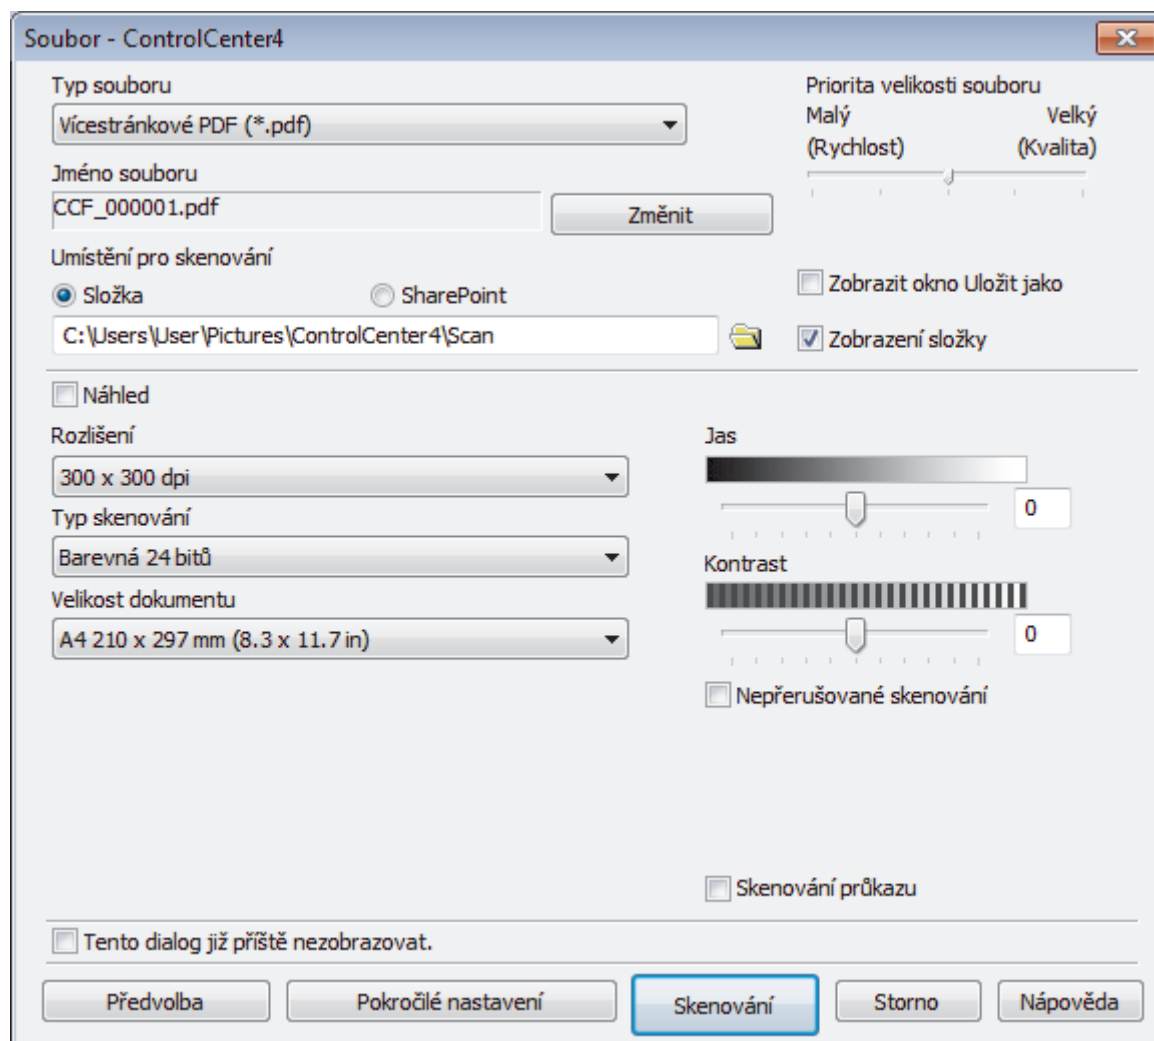 Soubor - ControlCenter4
Typ souboru
Vícestránkové PDF (*.pdf)
Priorita velikosti souboru
Malý Velký
(Rychlost) (Kvalita)
Jméno souboru
CCF_000001.pdf
Změnit
Umístění pro skenování
Složka SharePoint
Zobrazit okno Uložit jako
C:\Users\User\Pictures\ControlCenter4\Scan
Zobrazení složky
Náhled
Rozlišení
300 x 300 dpi
Typ skenování
Barevná 24 bitů
Velikost dokumentu
A4 210 x 297 mm (8.3 x 11.7 in)
Jas
0
Kontrast
0
Nepřerušované skenování
Skenování průkazu
Tento dialog již příště nezobrazovat.
Předvolba Pokročilé nastavení Skenování Storno Nápověda